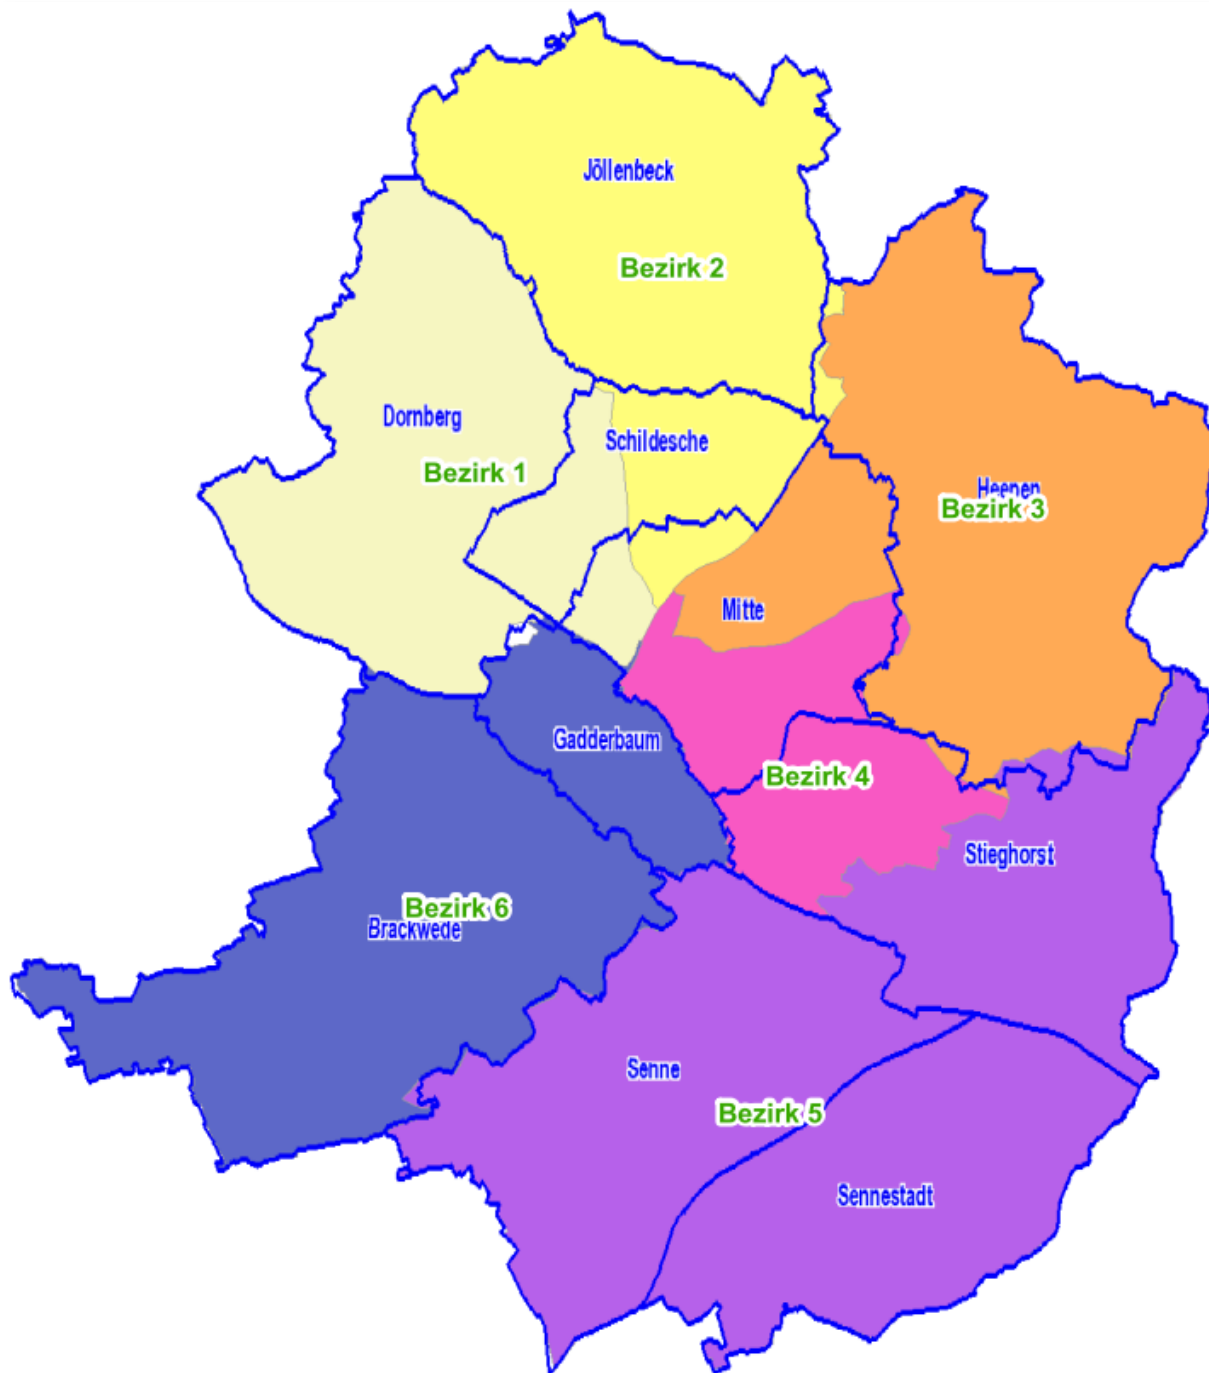 Jöllenbeck
Bezirk 2
Dornberg
Schildesche
Bezirk 1
Heepen
Bezirk 3
Mitte
Gadderbaum
Bezirk 4
Stieghorst
Bezirk 6
Brackwede
Senne
Bezirk 5
Sennestadt